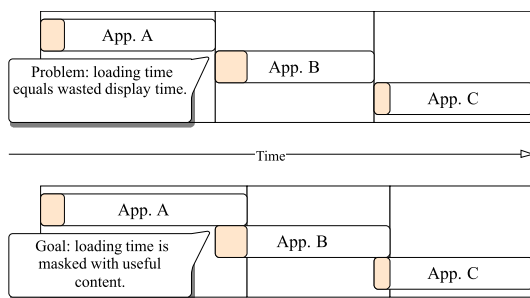 App. A
App. B
Problem: loading time
equals wasted display time.
App. C
Time
App. A
App. B
Goal: loading time is
masked with useful
content.
App. C